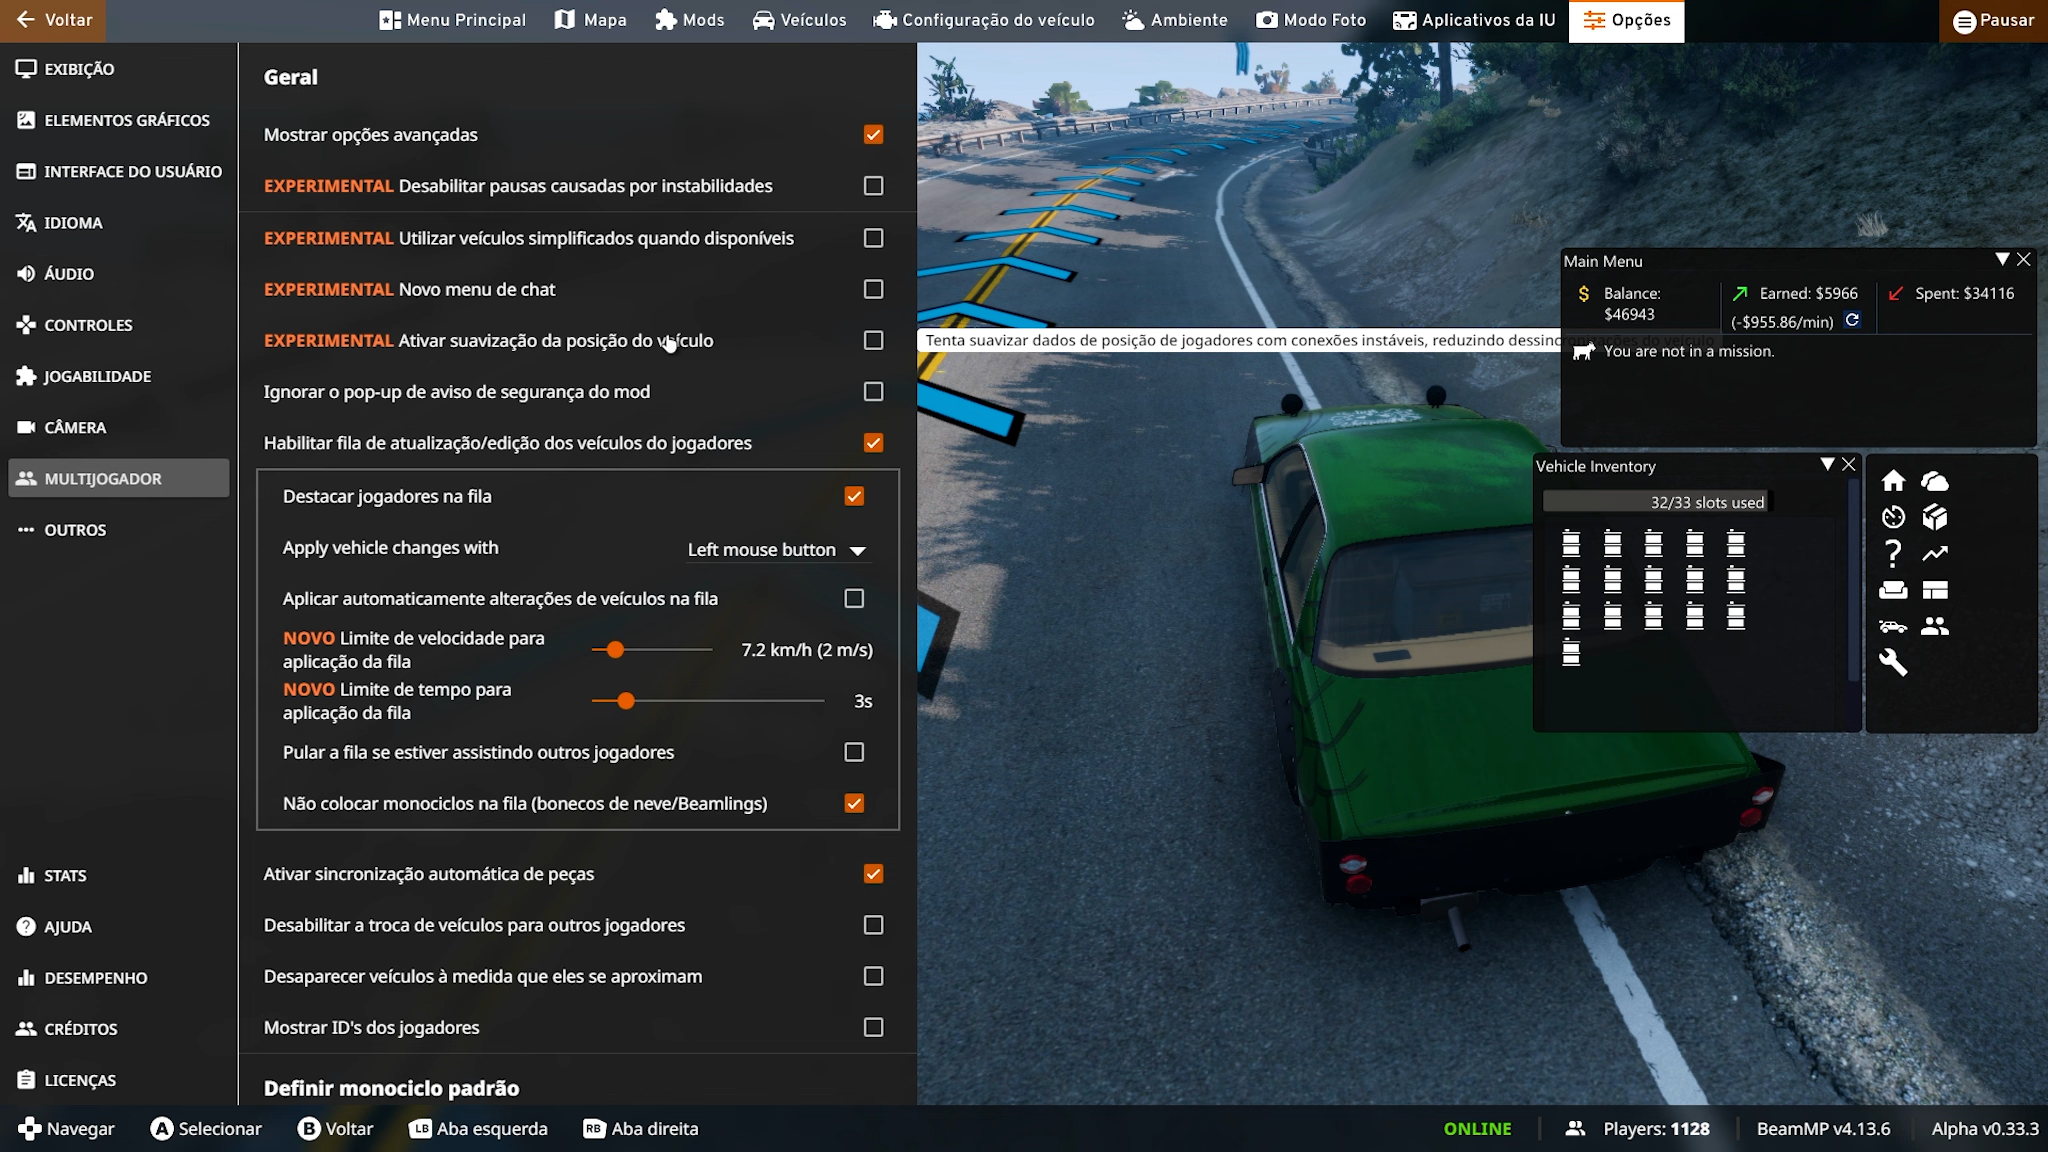 Voltar
Menu Principal
Mapa
Mods
Veículos
Configuração do veículo
Ambiente
Modo Foto
Aplicativos da IU
Opções
Pausar
EXIBIÇÃO
ELEMENTOS GRÁFICOS
INTERFACE DO USUÁRIO
IDIOMA
ÁUDIO
CONTROLES
JOGABILIDADE
CÂMERA
MULTIJOGADOR
OUTROS
STATS
AJUDA
DESEMPENHO
CRÉDITOS
LICENÇAS
Geral
Mostrar opções avançadas
EXPERIMENTAL Desabilitar pausas causadas por instabilidades
EXPERIMENTAL Utilizar veículos simplificados quando disponíveis
EXPERIMENTAL Novo menu de chat
EXPERIMENTAL Ativar suavização da posição do veículo
Tenta suavizar dados de posição de jogadores com conexões instáveis, reduzindo dessincronizações do veículo
Ignorar o pop-up de aviso de segurança do mod
Habilitar fila de atualização/edição dos veículos do jogadores
Destacar jogadores na fila
Apply vehicle changes with
Left mouse button
Aplicar automaticamente alterações de veículos na fila
NOVO Limite de velocidade para
aplicação da fila
7.2 km/h (2 m/s)
NOVO Limite de tempo para
aplicação da fila
3s
Pular a fila se estiver assistindo outros jogadores
Não colocar monociclos na fila (bonecos de neve/Beamlings)
Ativar sincronização automática de peças
Desabilitar a troca de veículos para outros jogadores
Desaparecer veículos à medida que eles se aproximam
Mostrar ID's dos jogadores
Definir monociclo padrão
Main Menu
Balance:
$46943
Earned: $5966
(-$955.86/min)
Spent: $34116
You are not in a mission.
Vehicle Inventory
32/33 slots used
Navegar
A Selecionar
B Voltar
LB Aba esquerda
RB Aba direita
ONLINE
Players: 1128
BeamMP v4.13.6
Alpha v0.33.3